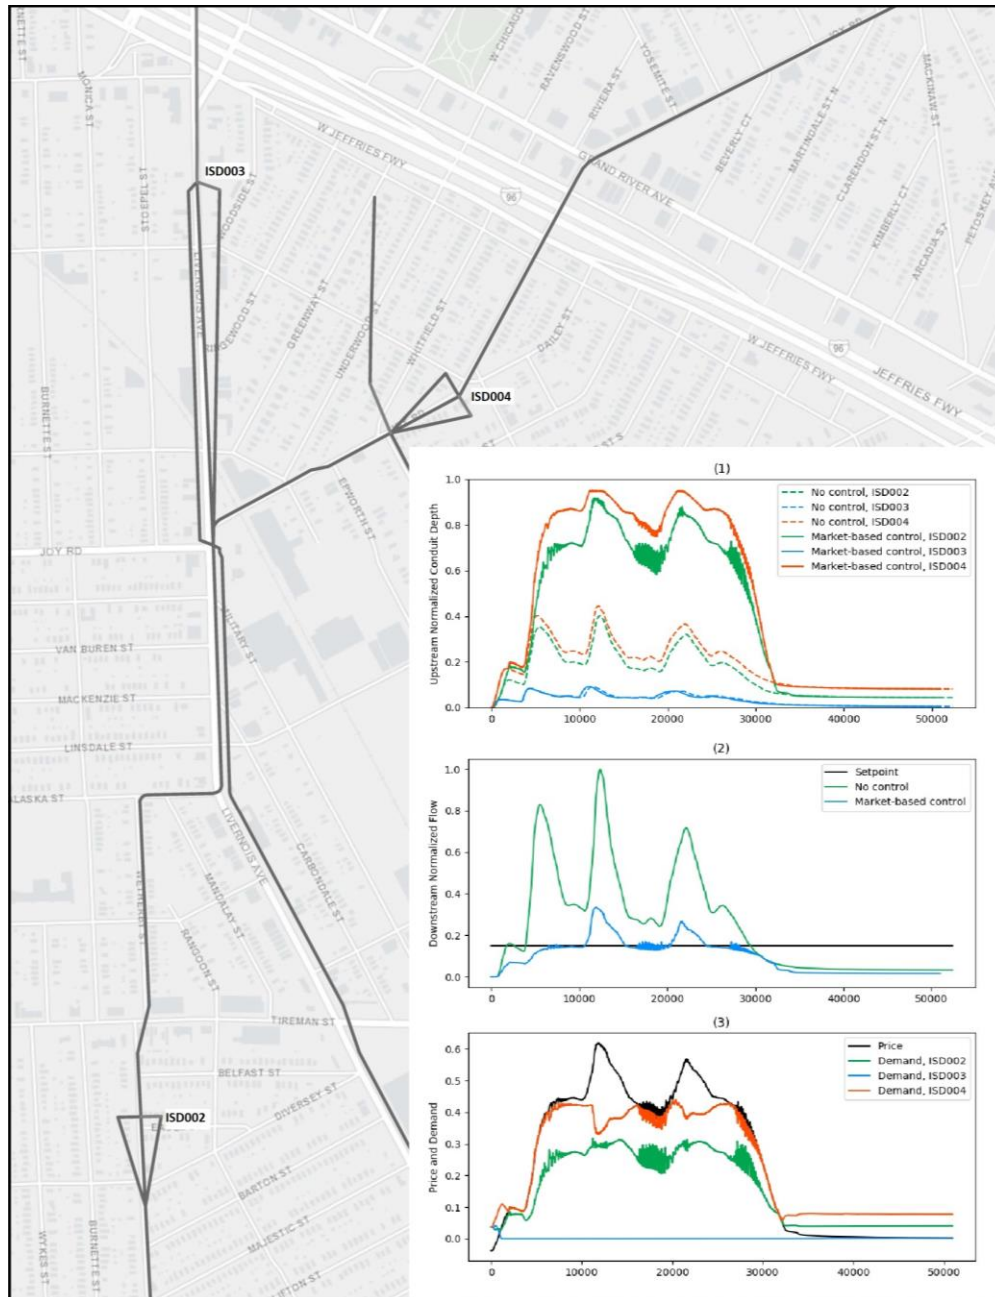 W CHICAGO
RAVENSWOOD ST
RIVIERA ST
YOSEMITE ST
MONICA ST
STOEPEL ST
W JEFFRIES FWY
96
GRAND RIVER AVE
BEVERLY CT
MARTINDALE ST N
CLARENDON ST N
MACKINAW ST
KIMBERLY CT
ARCADIA ST
PETOSKEY AVE
ISD003
WOODSIDE ST
LIVERNOIS AVE
RINGEWOOD ST
GREENWAY ST
UNDERWOOD ST
WHITFIELD ST
DAILEY ST
W JEFFRIES FWY
96
JEFFRIES FWY
BURNETTE ST
ISD004
EPWORTH ST
JOY RD
MILITARY ST
VAN BUREN ST
MACKENZIE ST
LINSDALE ST
ALASKA ST
LIVERNOIS AVE
CARBONDALE ST
MANDALAY ST
RANGOON ST
TIREMAN ST
BELFAST ST
DIVERSEY ST
ISD002
BARTON ST
MAJESTIC ST
WYKES ST
BURNETTE ST
(1)
Upstream Normalized Conduit Depth
1.0
0.8
0.6
0.4
0.2
0.0
No control, ISD002
No control, ISD003
No control, ISD004
Market-based control, ISD002
Market-based control, ISD003
Market-based control, ISD004
0 10000 20000 30000 40000 50000
(2)
Downstream Normalized Flow
1.0
0.8
0.6
0.4
0.2
0.0
Setpoint
No control
Market-based control
0 10000 20000 30000 40000 50000
(3)
Price and Demand
0.6
0.5
0.4
0.3
0.2
0.1
0.0
Price
Demand, ISD002
Demand, ISD003
Demand, ISD004
0 10000 20000 30000 40000 50000